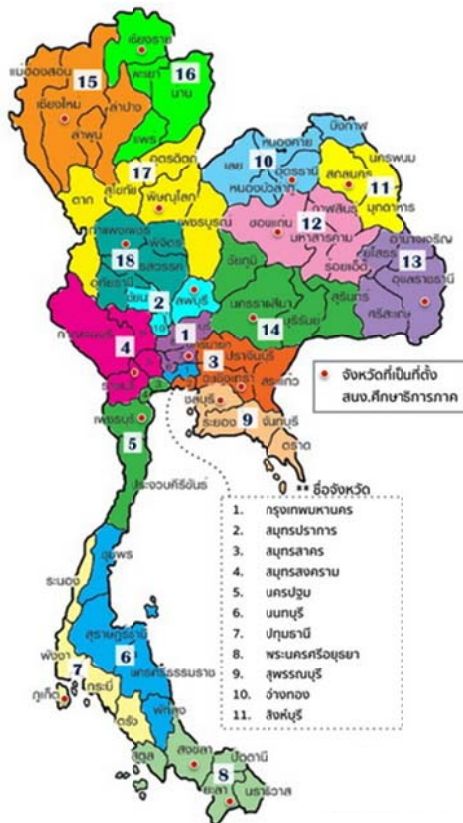 เชียงราย
แม่ฮ่องสอน
15
พะเยา
16
น่าน
เชียงใหม่
ลำปาง
ลำพูน
แพร่
บึงกาฬ
หนองคาย
อุตรดิตถ์
เลย
10
อุดรธานี
นครพนม
17
สกลนคร
หนองบัวลำภู
11
สุโขทัย
ตาก
พิษณุโลก
มุกดาหาร
กาฬสินธุ์
เพชรบูรณ์
12
ขอนแก่น
กำแพงเพชร
มหาสารคาม
อำนาจเจริญ
พิจิตร
ยโสธร
18
ร้อยเอ็ด
13
นครสวรรค์
ชัยภูมิ
อุบลราชธานี
อุทัยธานี
ชัยนาท
2
ลพบุรี
นครราชสีมา
สุรินทร์
ศรีสะเกษ
บุรีรัมย์
กาญจนบุรี
1
14
4
นครนายก
3
ปราจีนบุรี
ราชบุรี
ฉะเชิงเทรา
สระแก้ว
ชลบุรี
เพชรบุรี
ระยอง
9
จันทบุรี
5
ตราด
จังหวัดที่เป็นที่ตั้ง
สนง.ศึกษาธิการภาค
ประจวบคีรีขันธ์
** ชื่อจังหวัด
1. กรุงเทพมหานคร
2. สมุทรปราการ
3. สมุทรสาคร
4. สมุทรสงคราม
5. นครปฐม
6. นนทบุรี
7. ปทุมธานี
8. พระนครศรีอยุธยา
9. สุพรรณบุรี
10. อ่างทอง
11. สิงห์บุรี
ชุมพร
ระนอง
สุราษฎร์ธานี
6
พังงา
7
นครศรีธรรมราช
กระบี่
ภูเก็ต
ตรัง
พัทลุง
สตูล
สงขลา
ปัตตานี
8
ยะลา
นราธิวาส